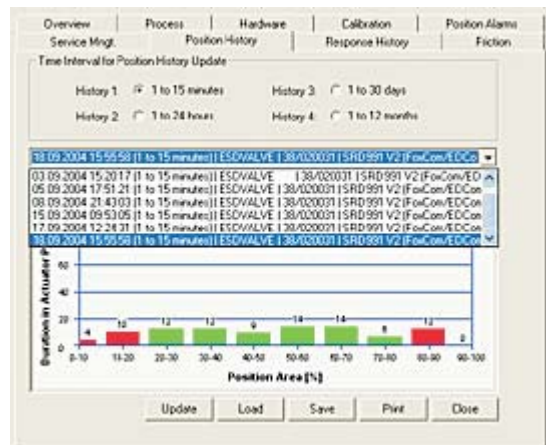 Overview Process Hardware Calibration Position Alarms
Service Mngt. Position History Response History Friction
Time Interval for Position History Update
History 1: 1 to 15 minutes History 3: 1 to 30 days
History 2: 1 to 24 hours History 4: 1 to 12 months
18.09.2004 15:55:58 (1 to 15 minutes) | ESDVALVE | 38/020031 | SRD991 V2 (FoxCom/EDCo
03.09.2004 15:20:17 (1 to 15 minutes) | ESDVALVE | 38/020031 | SRD991 V2 (FoxCom/ED
05.09.2004 17:51:21 (1 to 15 minutes) | ESDVALVE | 38/020031 | SRD991 V2 (FoxCom/EDCon
08.09.2004 21:43:03 (1 to 15 minutes) | ESDVALVE | 38/020031 | SRD991 V2 (FoxCom/EDCon
15.09.2004 09:53:05 (1 to 15 minutes) | ESDVALVE | 38/020031 | SRD991 V2 (FoxCom/EDCon
17.09.2004 12:24:31 (1 to 15 minutes) | ESDVALVE | 38/020031 | SRD991 V2 (FoxCom/EDCon
18.09.2004 15:55:58 (1 to 15 minutes) | ESDVALVE | 38/020031 | SRD991 V2 (FoxCom/EDCon
Duration in Actuator P
60
40
20
0
4 10 13 13 9 14 14 13 0
0-10 10-20 20-30 30-40 40-50 50-60 60-70 70-80 80-90 90-100
Position Area [%]
Update Load Save Print Close